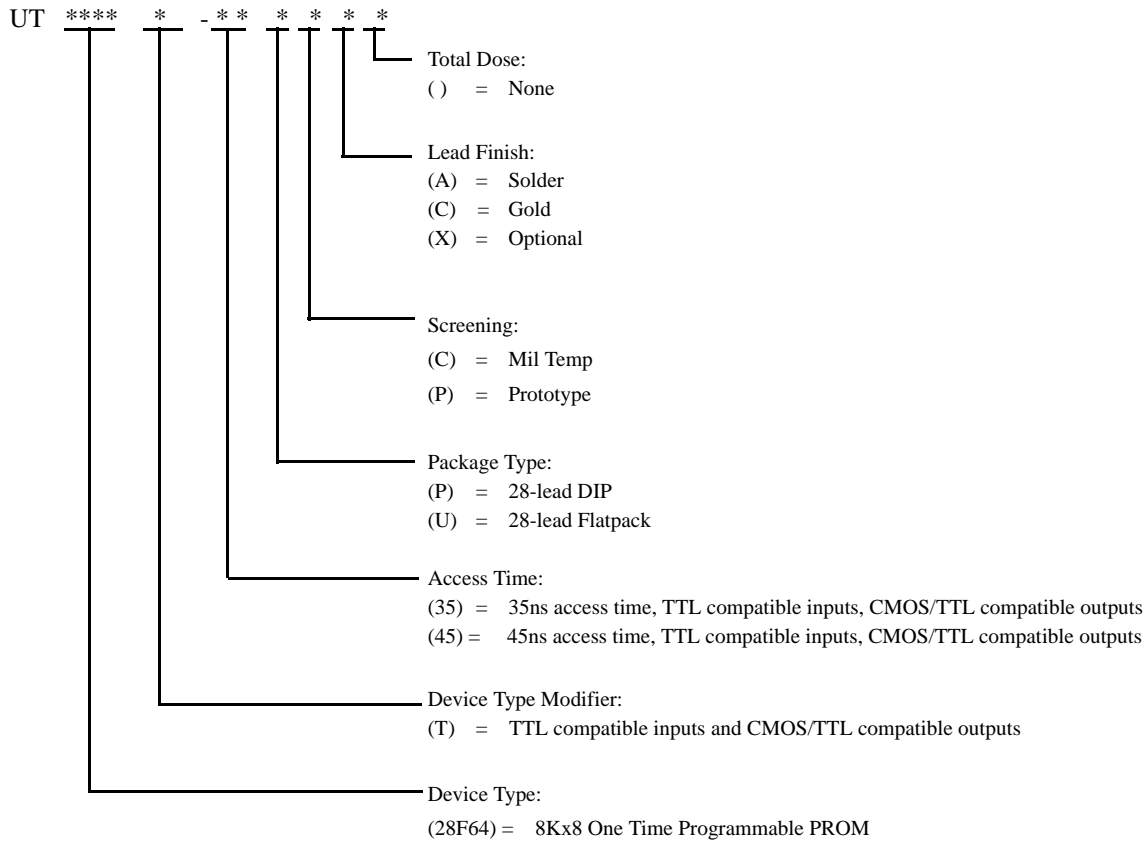 UT **** * - * * * * * *
Total Dose:
( ) = None
Lead Finish:
(A) = Solder
(C) = Gold
(X) = Optional
Screening:
(C) = Mil Temp
(P) = Prototype
Package Type:
(P) = 28-lead DIP
(U) = 28-lead Flatpack
Access Time:
(35) = 35ns access time, TTL compatible inputs, CMOS/TTL compatible outputs
(45) = 45ns access time, TTL compatible inputs, CMOS/TTL compatible outputs
Device Type Modifier:
(T) = TTL compatible inputs and CMOS/TTL compatible outputs
Device Type:
(28F64) = 8Kx8 One Time Programmable PROM